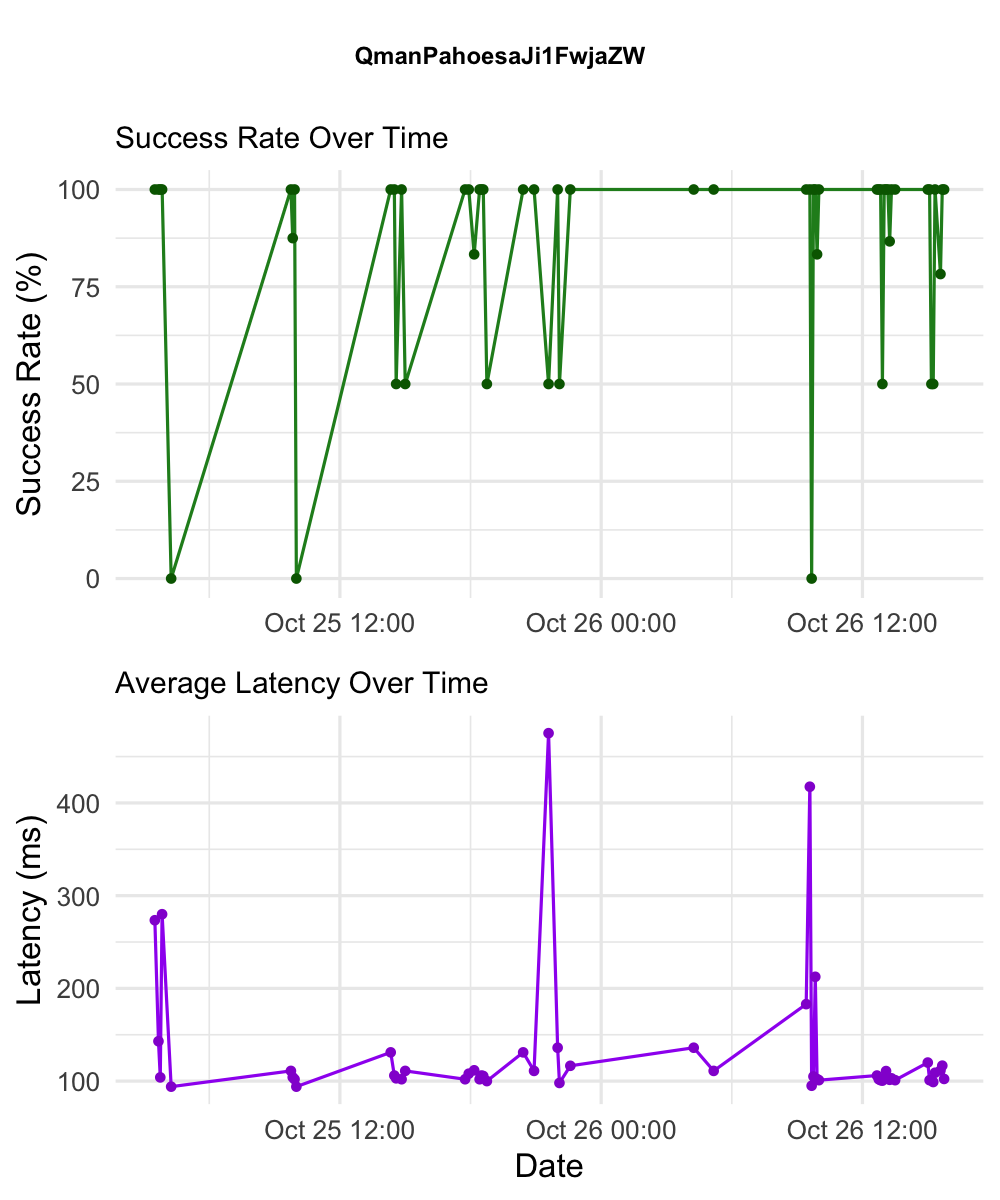 QmanPahoesaJi1FwjaZW
Success Rate Over Time
Success Rate (%)
100
75
50
25
0
Oct 25 12:00 Oct 26 00:00 Oct 26 12:00
Average Latency Over Time
Latency (ms)
400
300
200
100
Oct 25 12:00 Oct 26 00:00 Oct 26 12:00
Date